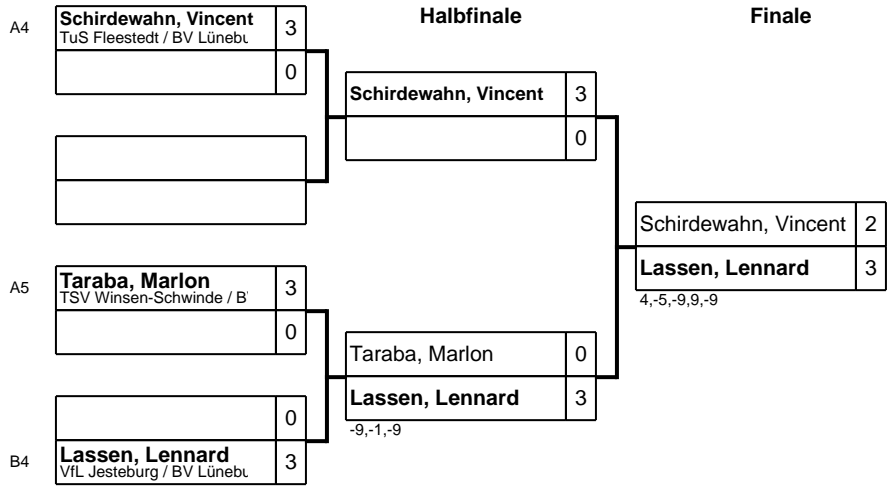 Halbfinale
Finale
A4
Schirdewahn, Vincent 3
TuS Fleestedt / BV Lünebu
0
Schirdewahn, Vincent 3
0
Schirdewahn, Vincent 2
Lassen, Lennard 3
4,-5,-9,9,-9
A5
Taraba, Marlon 3
TSV Winsen-Schwinde / B
0
Taraba, Marlon 0
Lassen, Lennard 3
-9,-1,-9
0
B4
Lassen, Lennard 3
VfL Jesteburg / BV Lünebu